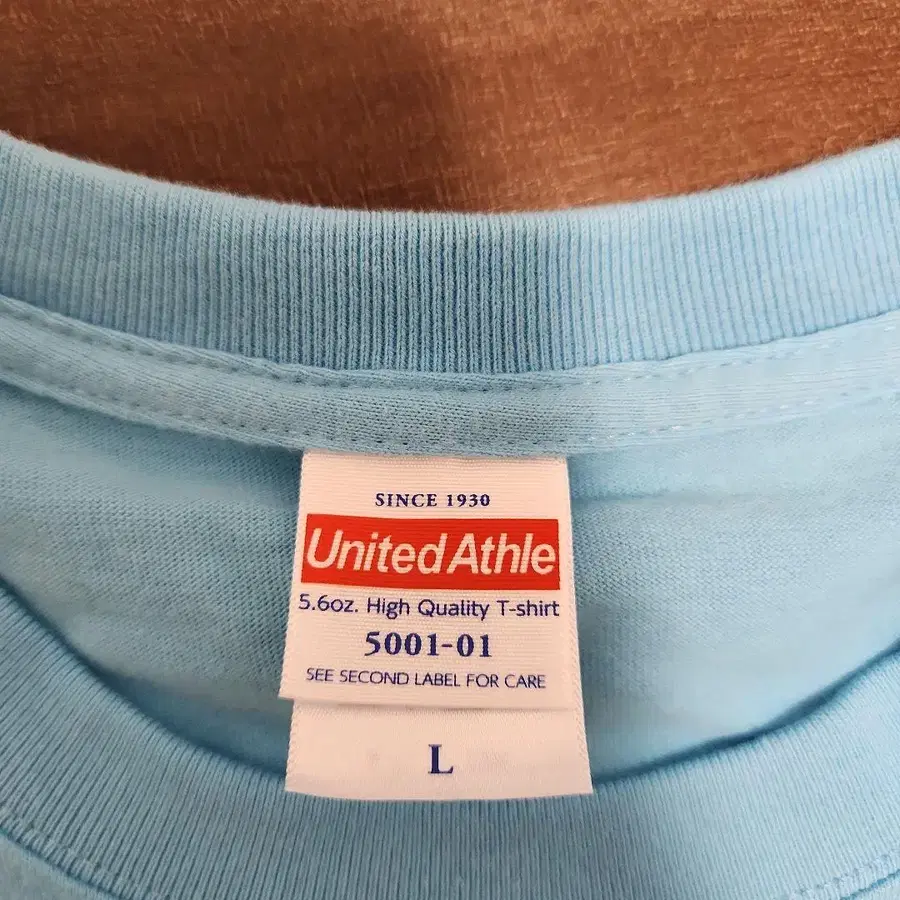 SINCE 1930
United Athle
5.6oz. High Quality T-shirt
5001-01
SEE SECOND LABEL FOR CARE
L